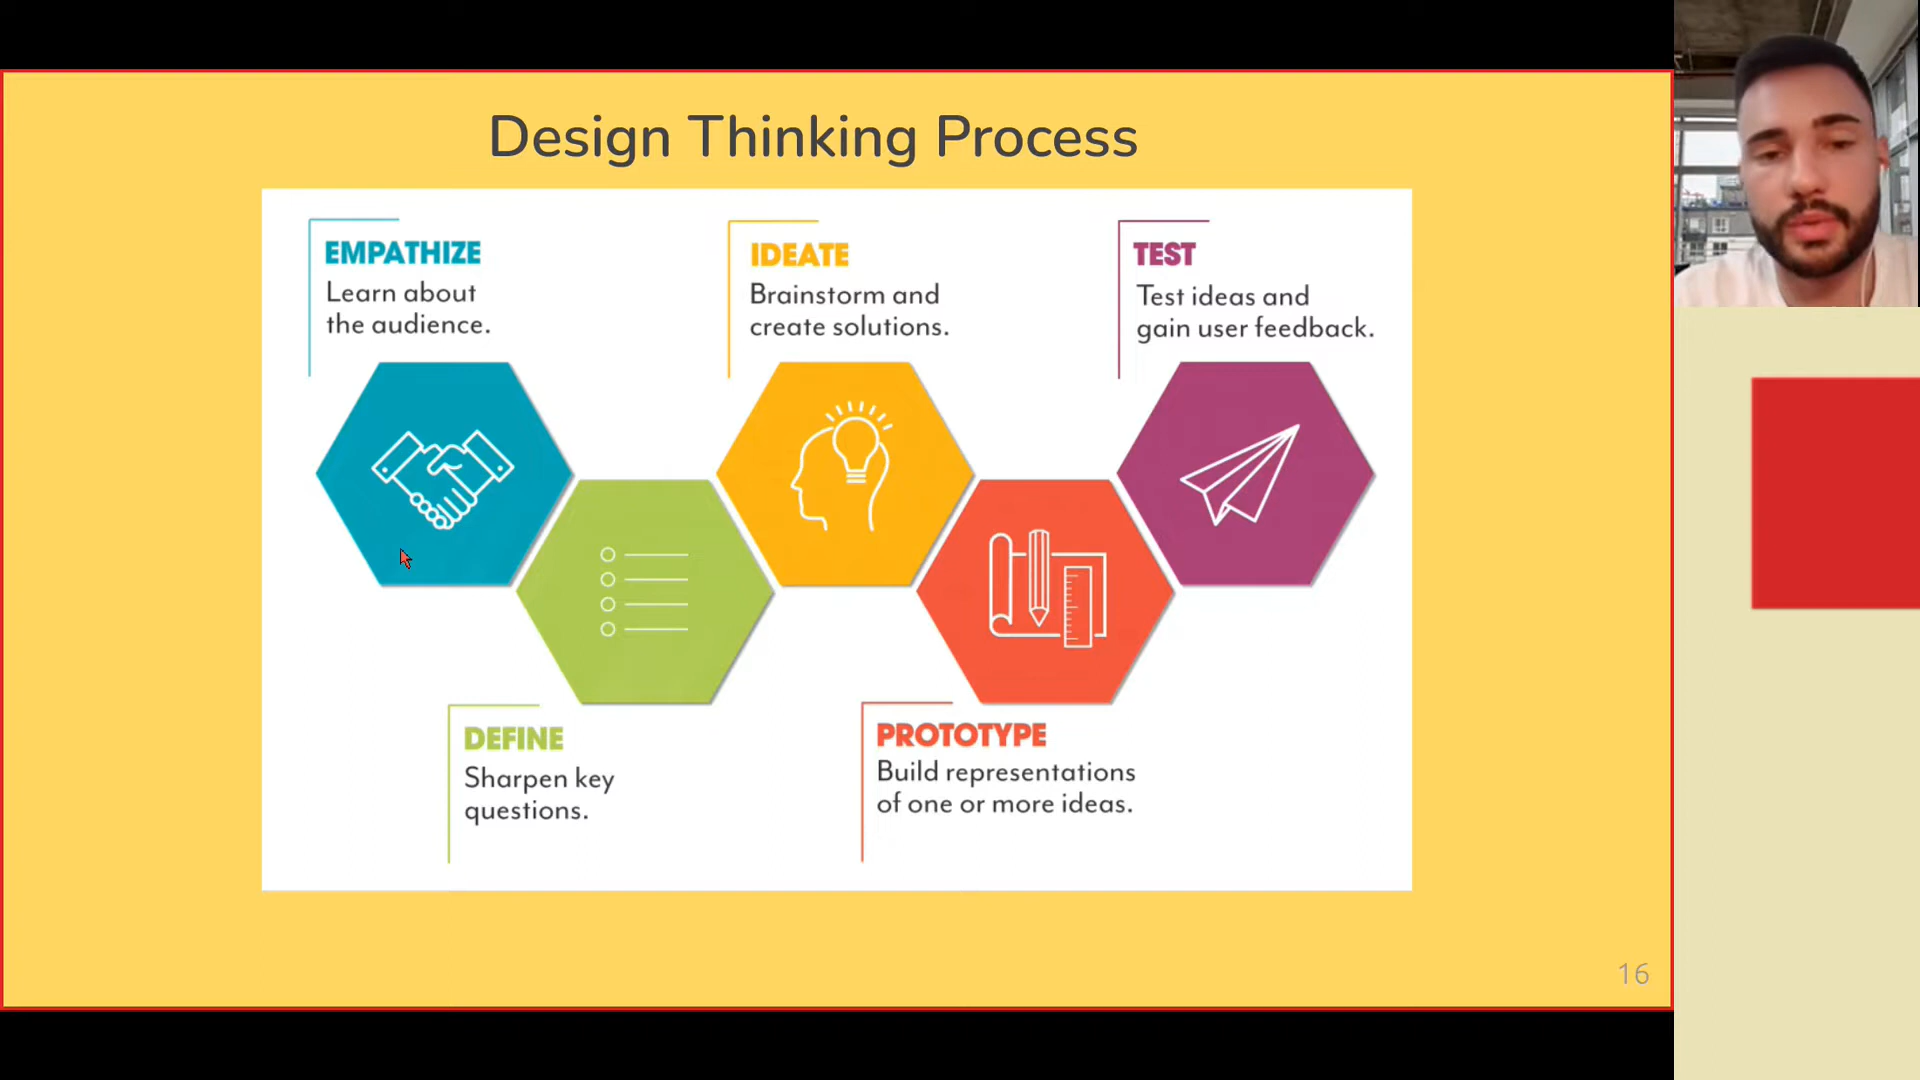 Design Thinking Process
EMPATHIZE
Learn about
the audience.
IDEATE
Brainstorm and
create solutions.
TEST
Test ideas and
gain user feedback.
DEFINE
Sharpen key
questions.
PROTOTYPE
Build representations
of one or more ideas.
16